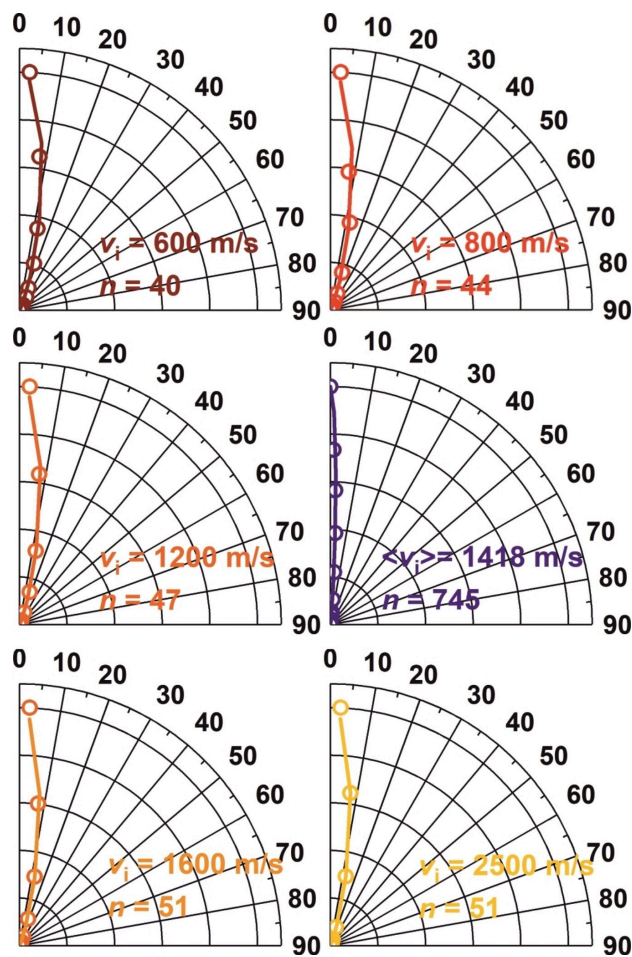 0 10 20 30 40 50 60 70 80 90
v_i = 600 m/s
n = 40
0 10 20 30 40 50 60 70 80 90
v_i = 800 m/s
n = 44
0 10 20 30 40 50 60 70 80 90
v_i = 1200 m/s
n = 47
0 10 20 30 40 50 60 70 80 90
<v_i>= 1418 m/s
n = 745
0 10 20 30 40 50 60 70 80 90
v_i = 1600 m/s
n = 51
0 10 20 30 40 50 60 70 80 90
v_i = 2500 m/s
n = 51